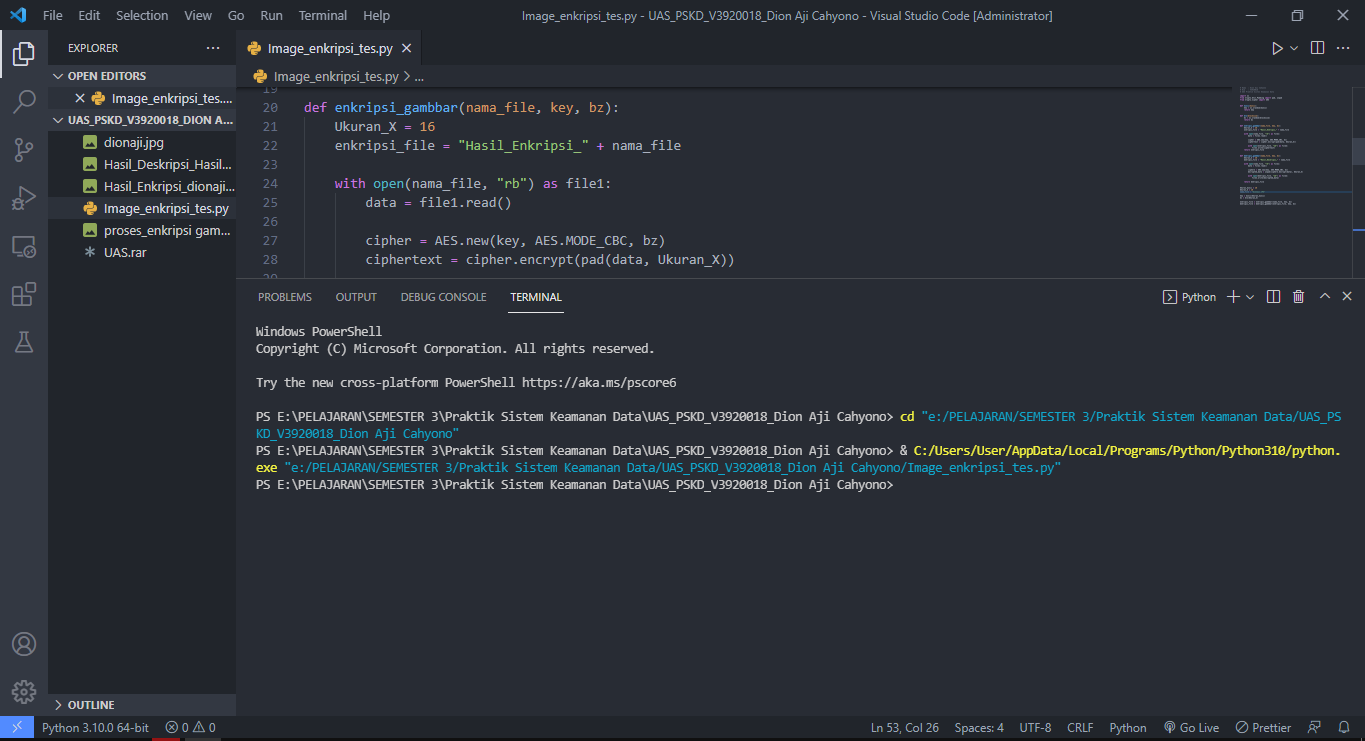 File Edit Selection View Go Run Terminal Help Image_enkripsi_tes.py - UAS_PSKD_V3920018_Dion Aji Cahyono - Visual Studio Code [Administrator]
EXPLORER
OPEN EDITORS
Image_enkripsi_tes....
UAS_PSKD_V3920018_DION A...
dionaji.jpg
Hasil_Deskripsi_Hasil...
Hasil_Enkripsi_dionaji...
Image_enkripsi_tes.py
proses_enkripsi gam...
UAS.rar
OUTLINE
Image_enkripsi_tes.py
Image_enkripsi_tes.py > ...
19
20 def enkripsi_gambbar(nama_file, key, bz):
21 Ukuran_X = 16
22 enkripsi_file = "Hasil_Enkripsi_" + nama_file
23
24 with open(nama_file, "rb") as file1:
25 data = file1.read()
26
27 cipher = AES.new(key, AES.MODE_CBC, bz)
28 ciphertext = cipher.encrypt(pad(data, Ukuran_X))
29
PROBLEMS OUTPUT DEBUG CONSOLE TERMINAL Python
Windows PowerShell
Copyright (C) Microsoft Corporation. All rights reserved.
Try the new cross-platform PowerShell https://aka.ms/pscore6
PS E:\PELAJARAN\SEMESTER 3\Praktik Sistem Keamanan Data\UAS_PSKD_V3920018_Dion Aji Cahyono> cd "e:/PELAJARAN/SEMESTER 3/Praktik Sistem Keamanan Data/UAS_PS
KD_V3920018_Dion Aji Cahyono"
PS E:\PELAJARAN\SEMESTER 3\Praktik Sistem Keamanan Data\UAS_PSKD_V3920018_Dion Aji Cahyono> & C:/Users/User/AppData/Local/Programs/Python/Python310/python.
exe "e:/PELAJARAN/SEMESTER 3/Praktik Sistem Keamanan Data/UAS_PSKD_V3920018_Dion Aji Cahyono/Image_enkripsi_tes.py"
PS E:\PELAJARAN\SEMESTER 3\Praktik Sistem Keamanan Data\UAS_PSKD_V3920018_Dion Aji Cahyono>
Python 3.10.0 64-bit 0 0 Ln 53, Col 26 Spaces: 4 UTF-8 CRLF Python Go Live Prettier